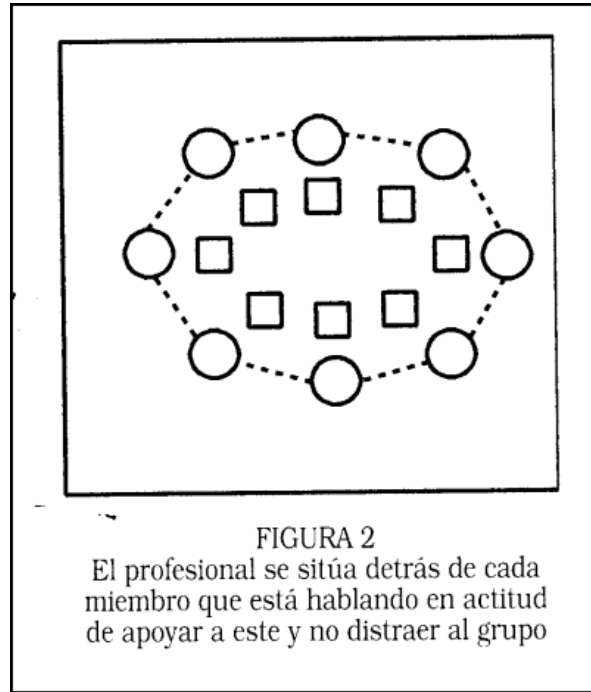 FIGURA 2
El profesional se sitúa detrás de cada
miembro que está hablando en actitud
de apoyar a este y no distraer al grupo